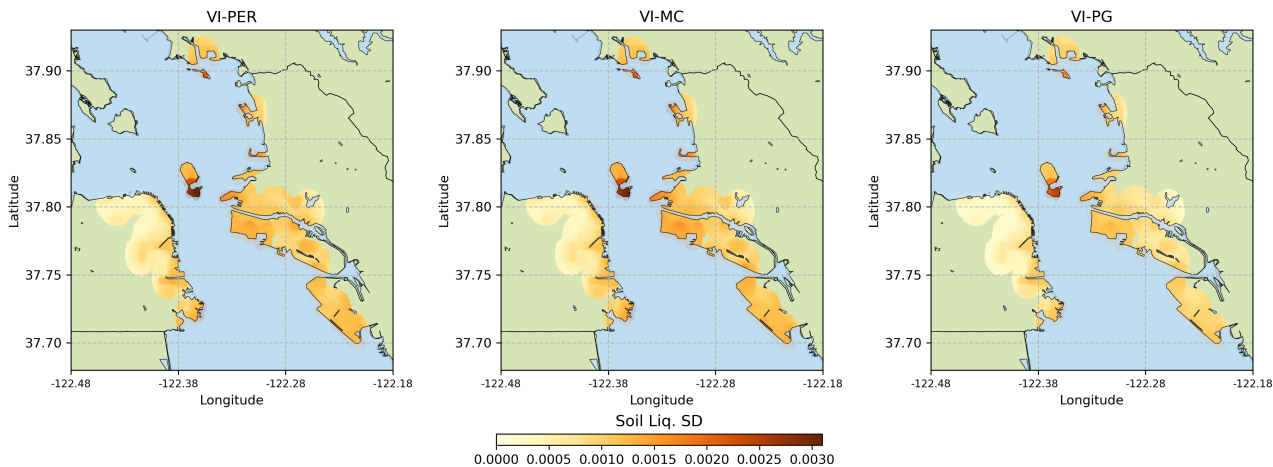 VI-PER
VI-MC
VI-PG
37.90
37.85
37.80
37.75
37.70
Latitude
-122.48
-122.38
-122.28
-122.18
Longitude
37.90
37.85
37.80
37.75
37.70
Latitude
-122.48
-122.38
-122.28
-122.18
Longitude
37.90
37.85
37.80
37.75
37.70
Latitude
-122.48
-122.38
-122.28
-122.18
Longitude
Soil Liq. SD
0.0000 0.0005 0.0010 0.0015 0.0020 0.0025 0.0030